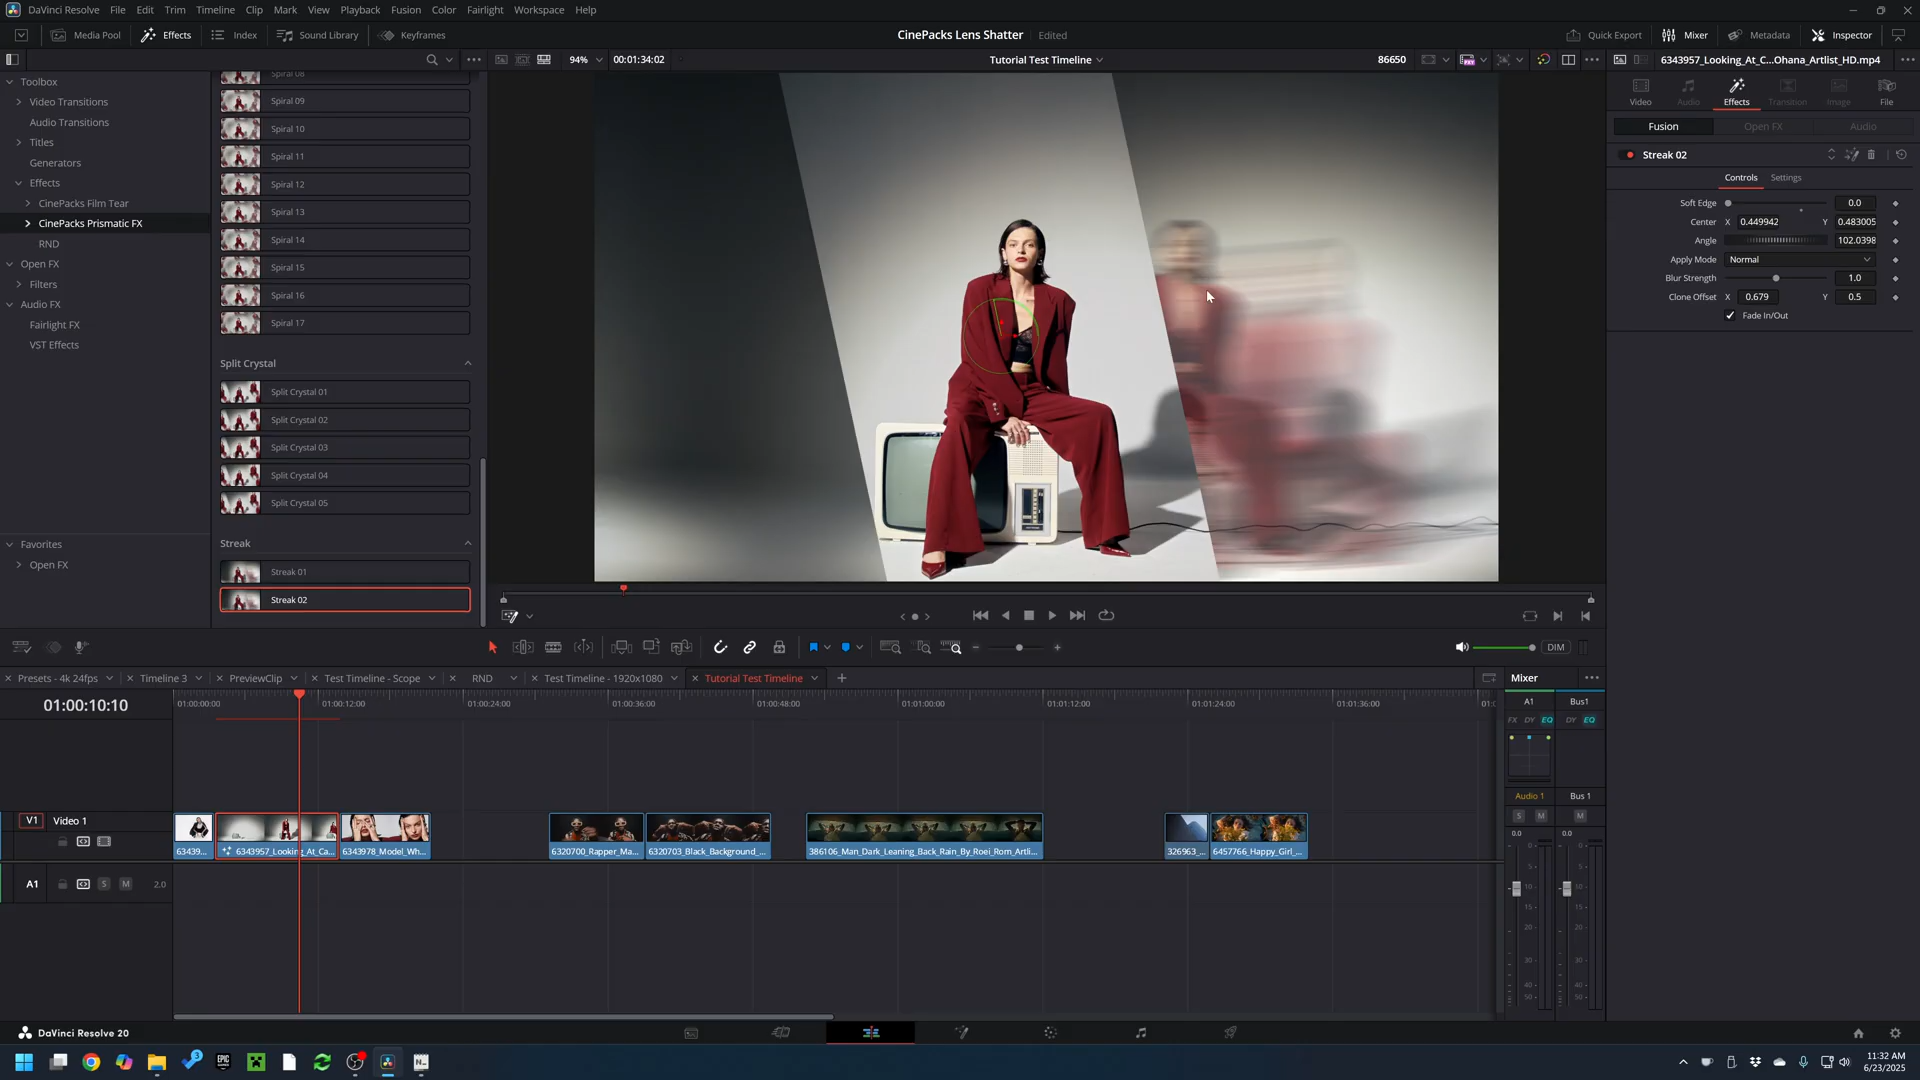 DaVinci Resolve File Edit Trim Timeline Clip Mark View Playback Fusion Color Fairlight Workspace Help
Media Pool Effects Index Sound Library Keyframes
CinePacks Lens Shatter Edited
Quick Export Mixer Metadata Inspector
94% 00:01:34:02 Tutorial Test Timeline 86650
6343957_Looking_At_C...Ohana_Artlist_HD.mp4
Toolbox
Video Transitions
Audio Transitions
Titles
Generators
Effects
CinePacks Film Tear
CinePacks Prismatic FX
RND
Open FX
Filters
Audio FX
Fairlight FX
VST Effects
Favorites
Open FX
Spiral 08
Spiral 09
Spiral 10
Spiral 11
Spiral 12
Spiral 13
Spiral 14
Spiral 15
Spiral 16
Spiral 17
Split Crystal
Split Crystal 01
Split Crystal 02
Split Crystal 03
Split Crystal 04
Split Crystal 05
Streak
Streak 01
Streak 02
Video Audio Effects Transition Image File
Fusion Open FX Audio
Streak 02
Controls Settings
Soft Edge 0.0
Center X 0.449942 Y 0.483005
Angle 102.0398
Apply Mode Normal
Blur Strength 1.0
Clone Offset X 0.679 Y 0.5
Fade In/Out
DIM
Presets - 4k 24fps Timeline 3 PreviewClip Test Timeline - Scope RND Test Timeline - 1920x1080 Tutorial Test Timeline
01:00:10:10
01:00:00:00 01:00:12:00 01:00:24:00 01:00:36:00 01:00:48:00 01:01:00:00 01:01:12:00 01:01:24:00 01:01:36:00
V1 Video 1
63439... 6343957_Looking_At_Ca... 6343978_Model_Wh... 6320700_Rapper_Ma... 6320703_Black_Background_... 386106_Man_Dark_Leaning_Back_Rain_By_Roei_Rom_Artli... 326963_... 6457766_Happy_Girl_...
A1 S M 2.0
Mixer
A1 Bus1
FX DY EQ DY EQ
Audio 1 Bus 1
S M M
0.0 0.0
DaVinci Resolve 20
3
EPIC
11:32 AM
6/23/2025